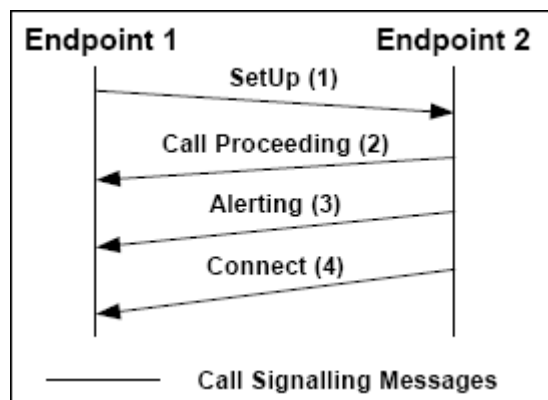 Endpoint 1 Endpoint 2
SetUp (1)
Call Proceeding (2)
Alerting (3)
Connect (4)
Call Signalling Messages